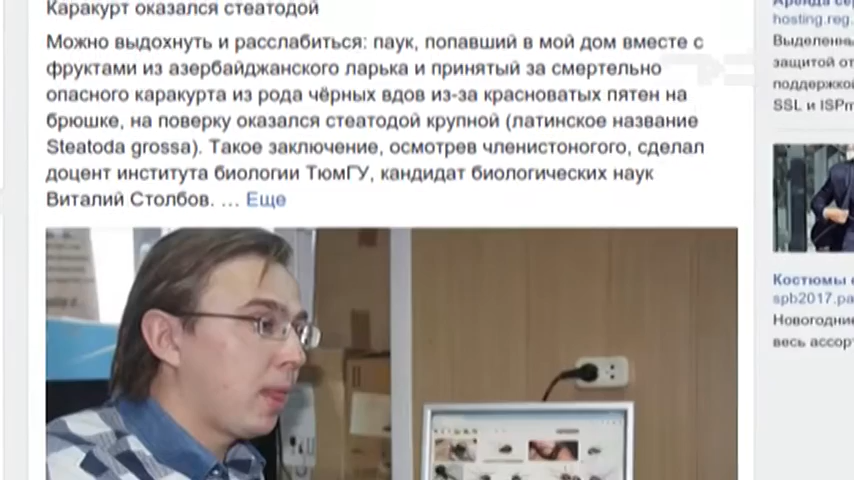 Каракурт оказался стеатодой
Можно выдохнуть и расслабиться: паук, попавший в мой дом вместе с
фруктами из азербайджанского ларька и принятый за смертельно
опасного каракурта из рода чёрных вдов из-за красноватых пятен на
брюшке, на поверку оказался стеатодой крупной (латинское название
Steatoda grossa). Такое заключение, осмотрев членистоногого, сделал
доцент института биологии ТюмГУ, кандидат биологических наук
Виталий Столбов. … Еще
hosting.reg.
Выделенны
защитой от
поддержкой
SSL и ISPm
Костюмы
spb2017.pa
Новогодние
весь ассорт